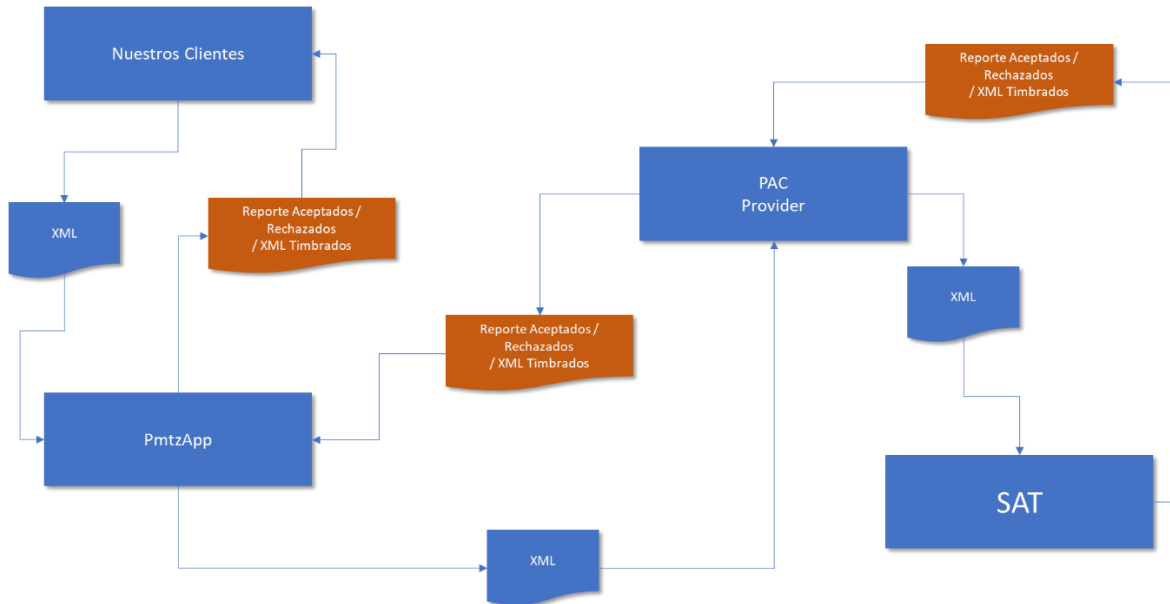 Nuestros Clientes
Reporte Aceptados /
Rechazados
/ XML Timbrados
PAC
Provider
XML
Reporte Aceptados /
Rechazados
/ XML Timbrados
XML
Reporte Aceptados /
Rechazados
/ XML Timbrados
PmtzApp
SAT
XML